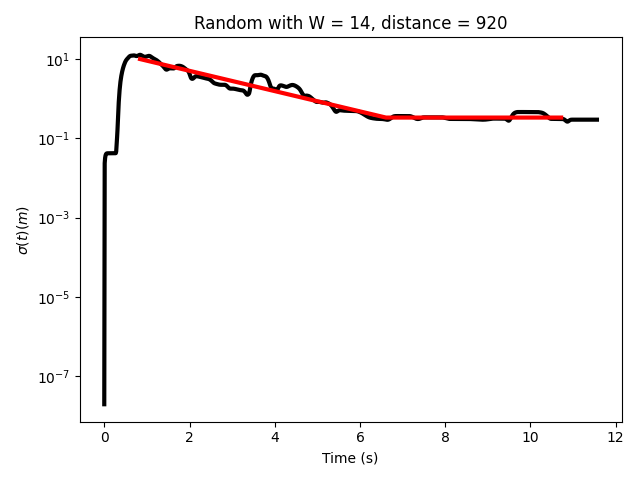 Random with W = 14, distance = 920
σ(t)(m)
10¹
10⁻¹
10⁻³
10⁻⁵
10⁻⁷
0 2 4 6 8 10 12
Time (s)